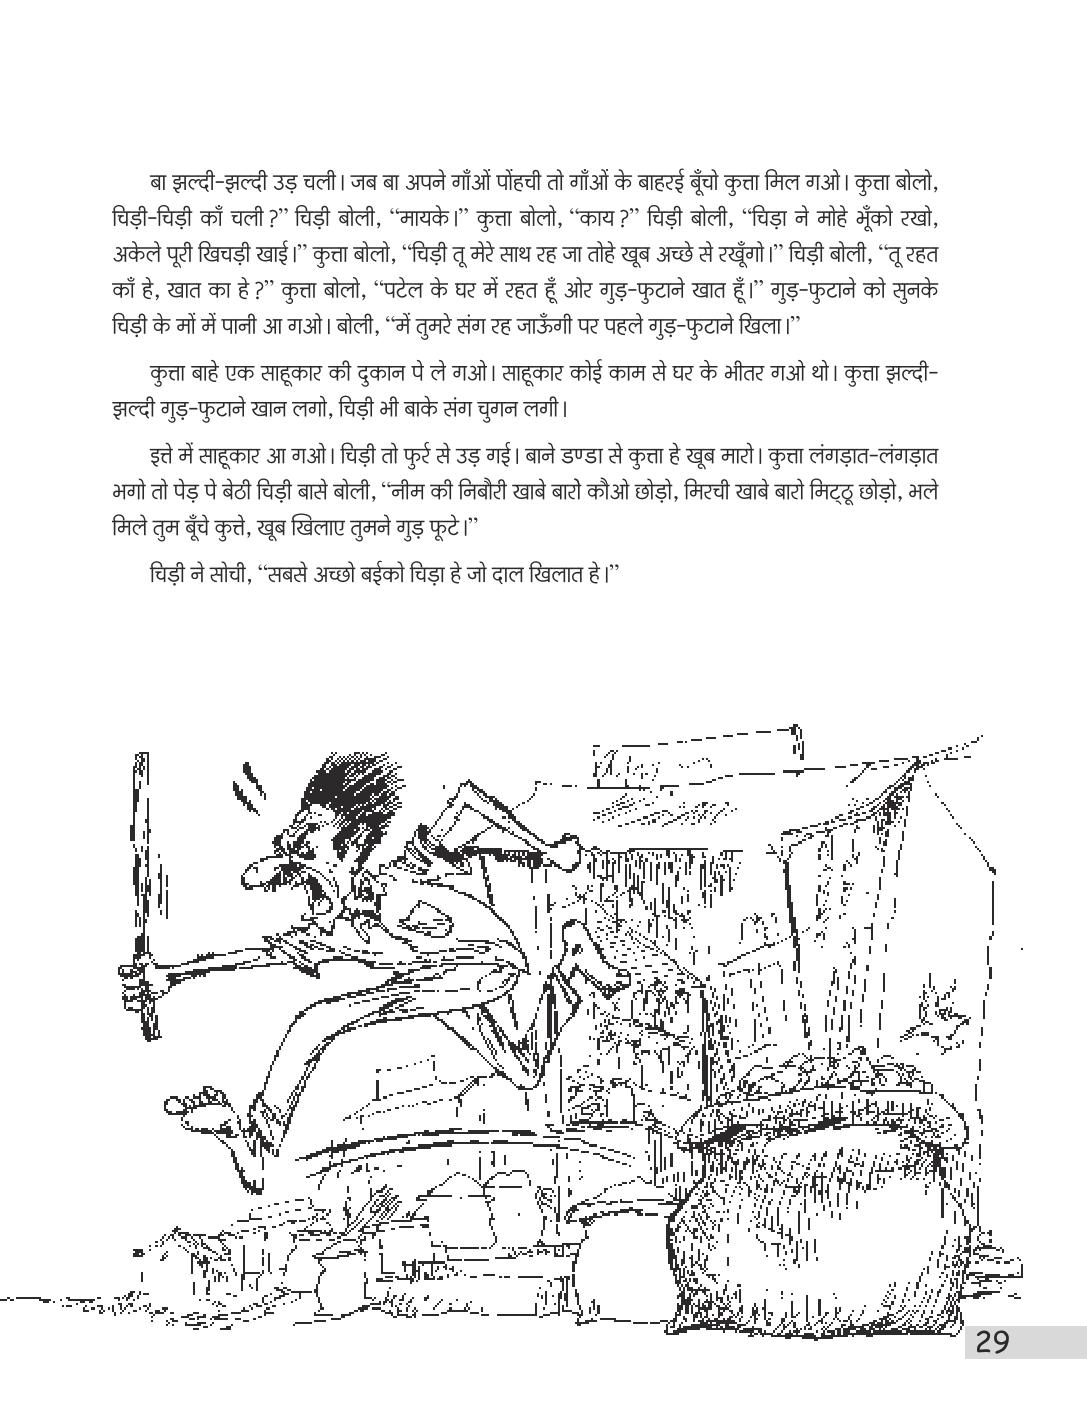 बा झल्दी-झल्दी उड़ चली। जब बा अपने गाँओं पोंहची तो गाँओं के बाहरई बूँचो कुत्ता मिल गओ। कुत्ता बोलो,
चिड़ी-चिड़ी काँ चली?” चिड़ी बोली, “मायके।” कुत्ता बोलो, “काय?” चिड़ी बोली, “चिड़ा ने मोहे भूँको रखो,
अकेले पूरी खिचड़ी खाई।” कुत्ता बोलो, “चिड़ी तू मेरे साथ रह जा तोहे खूब अच्छे से रखूँगो।” चिड़ी बोली, “तू रहत
काँ हे, खात का हे?” कुत्ता बोलो, “पटेल के घर में रहत हूँ ओर गुड़-फुटाने खात हूँ।” गुड़-फुटाने को सुनके
चिड़ी के मों में पानी आ गओ। बोली, “में तुमरे संग रह जाऊँगी पर पहले गुड़-फुटाने खिला।”
कुत्ता बाहे एक साहूकार की दुकान पे ले गओ। साहूकार कोई काम से घर के भीतर गओ थो। कुत्ता झल्दी-
झल्दी गुड़-फुटाने खान लगो, चिड़ी भी बाके संग चुगन लगी।
इत्ते में साहूकार आ गओ। चिड़ी तो फुर्र से उड़ गई। बाने डण्डा से कुत्ता हे खूब मारो। कुत्ता लंगड़ात-लंगड़ात
भगो तो पेड़ पे बेठी चिड़ी बासे बोली, “नीम की निबौरी खाबे बारो कौओ छोड़ो, मिरची खाबे बारो मिट्ठू छोड़ो, भले
मिले तुम बूँचे कुत्ते, खूब खिलाए तुमने गुड़ फूटे।”
चिड़ी ने सोची, “सबसे अच्छो बईको चिड़ा हे जो दाल खिलात हे।”
29